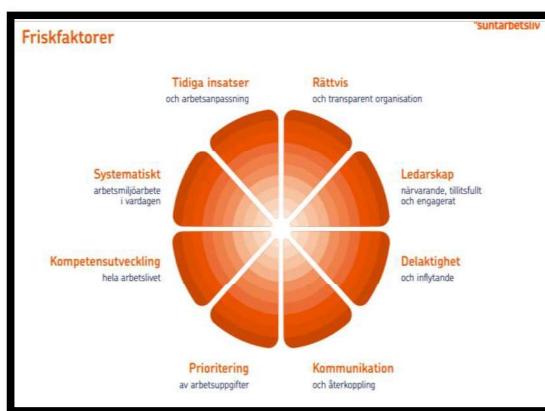 "suntarbetsliv
Friskfaktorer
Tidiga insatser
och arbetsanpassning
Rättvis
och transparent organisation
Systematiskt
arbetsmiljöarbete
i vardagen
Ledarskap
närvarande, tillitsfullt
och engagerat
Kompetensutveckling
hela arbetslivet
Delaktighet
och inflytande
Prioritering
av arbetsuppgifter
Kommunikation
och återkoppling